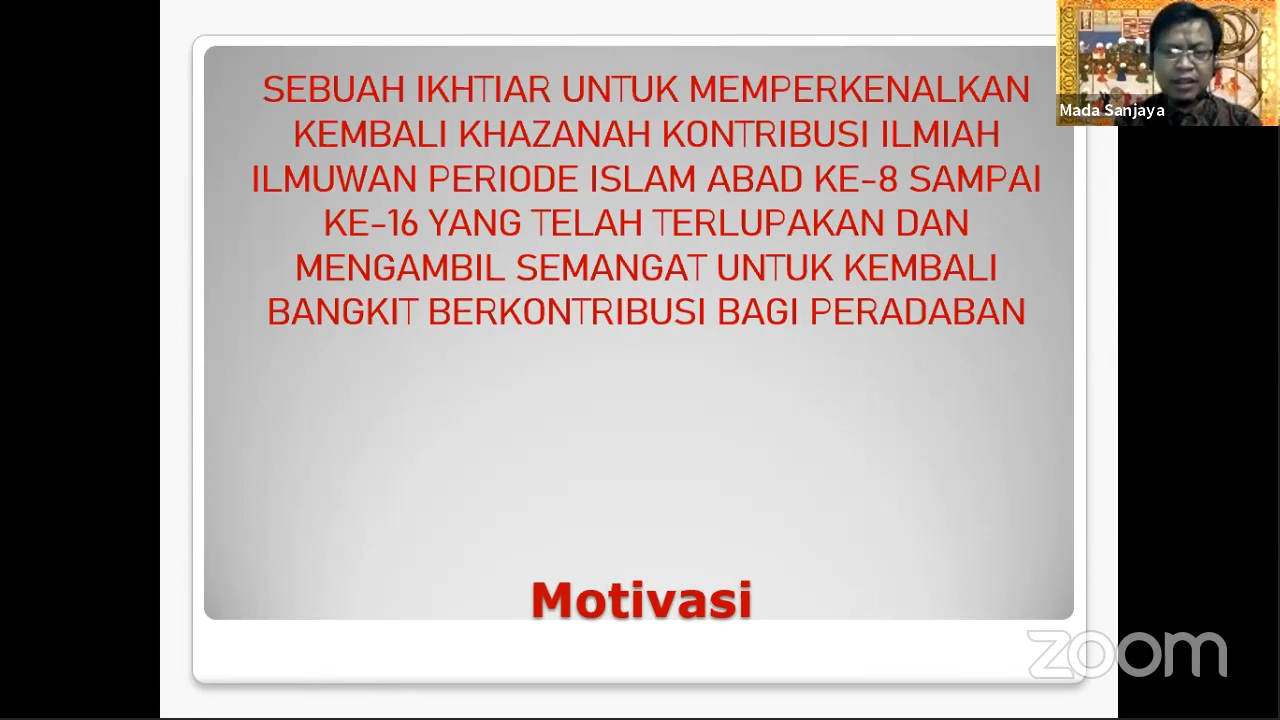 SEBUAH IKHTIAR UNTUK MEMPERKENALKAN
KEMBALI KHAZANAH KONTRIBUSI ILMIAH
ILMUWAN PERIODE ISLAM ABAD KE-8 SAMPAI
KE-16 YANG TELAH TERLUPAKAN DAN
MENGAMBIL SEMANGAT UNTUK KEMBALI
BANGKIT BERKONTRIBUSI BAGI PERADABAN
Motivasi
Mada Sanjaya
zoom